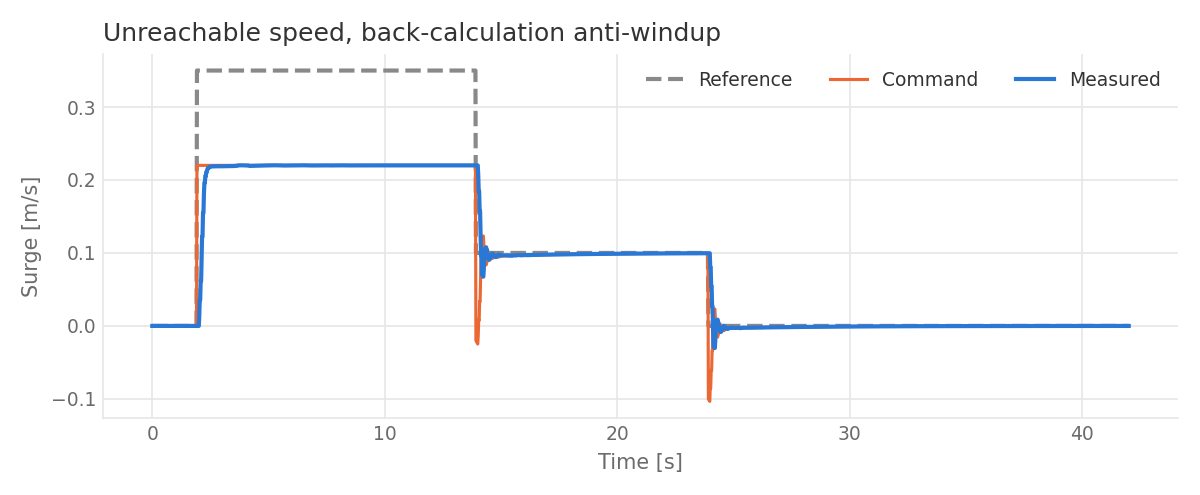 Unreachable speed, back-calculation anti-windup
Reference Command Measured
Surge [m/s]
0.3
0.2
0.1
0.0
−0.1
0 10 20 30 40
Time [s]